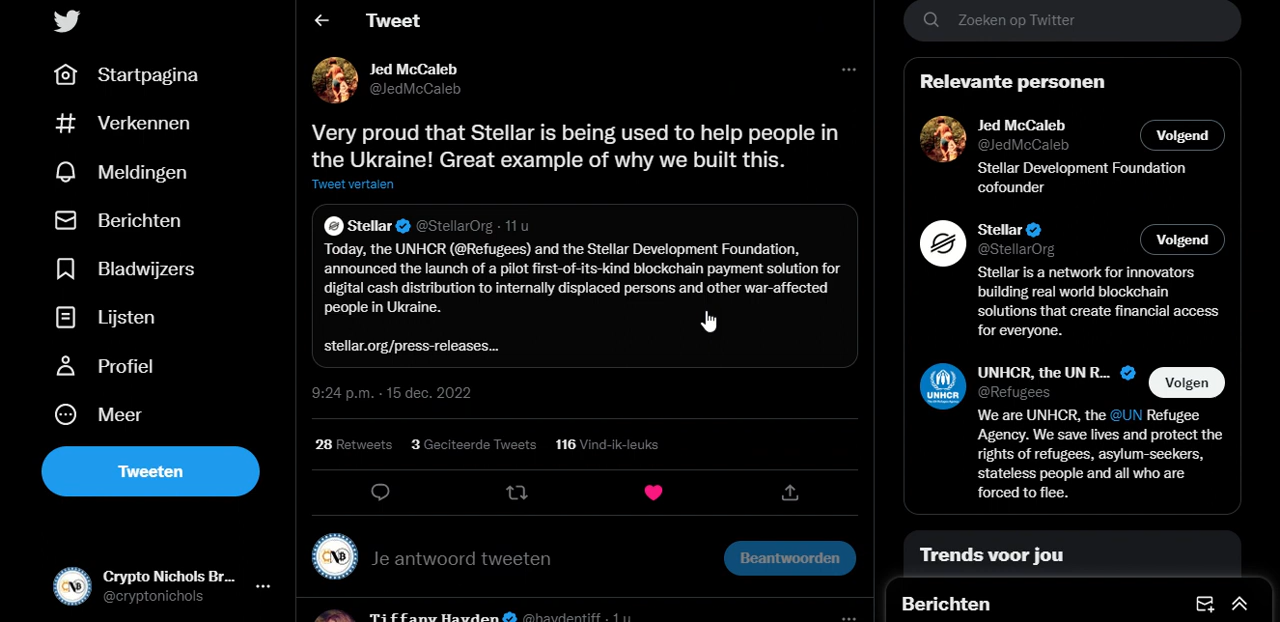 Startpagina
Verkennen
Meldingen
Berichten
Bladwijzers
Lijsten
Profiel
Meer
Tweeten
CNB
Crypto Nichols Br...
@cryptonichols
Tweet
Jed McCaleb
@JedMcCaleb
Very proud that Stellar is being used to help people in
the Ukraine! Great example of why we built this.
Tweet vertalen
Stellar @StellarOrg · 11 u
Today, the UNHCR (@Refugees) and the Stellar Development Foundation,
announced the launch of a pilot first-of-its-kind blockchain payment solution for
digital cash distribution to internally displaced persons and other war-affected
people in Ukraine.
stellar.org/press-releases...
9:24 p.m. · 15 dec. 2022
28 Retweets 3 Geciteerde Tweets 116 Vind-ik-leuks
CNB
Je antwoord tweeten
Beantwoorden
Tiffany Hayden @haydentiff · 1 u
Zoeken op Twitter
Relevante personen
Jed McCaleb
@JedMcCaleb
Volgend
Stellar Development Foundation
cofounder
Stellar
@StellarOrg
Volgend
Stellar is a network for innovators
building real world blockchain
solutions that create financial access
for everyone.
UNHCR
UNHCR, the UN R...
@Refugees
Volgen
We are UNHCR, the @UN Refugee
Agency. We save lives and protect the
rights of refugees, asylum-seekers,
stateless people and all who are
forced to flee.
Trends voor jou
Berichten